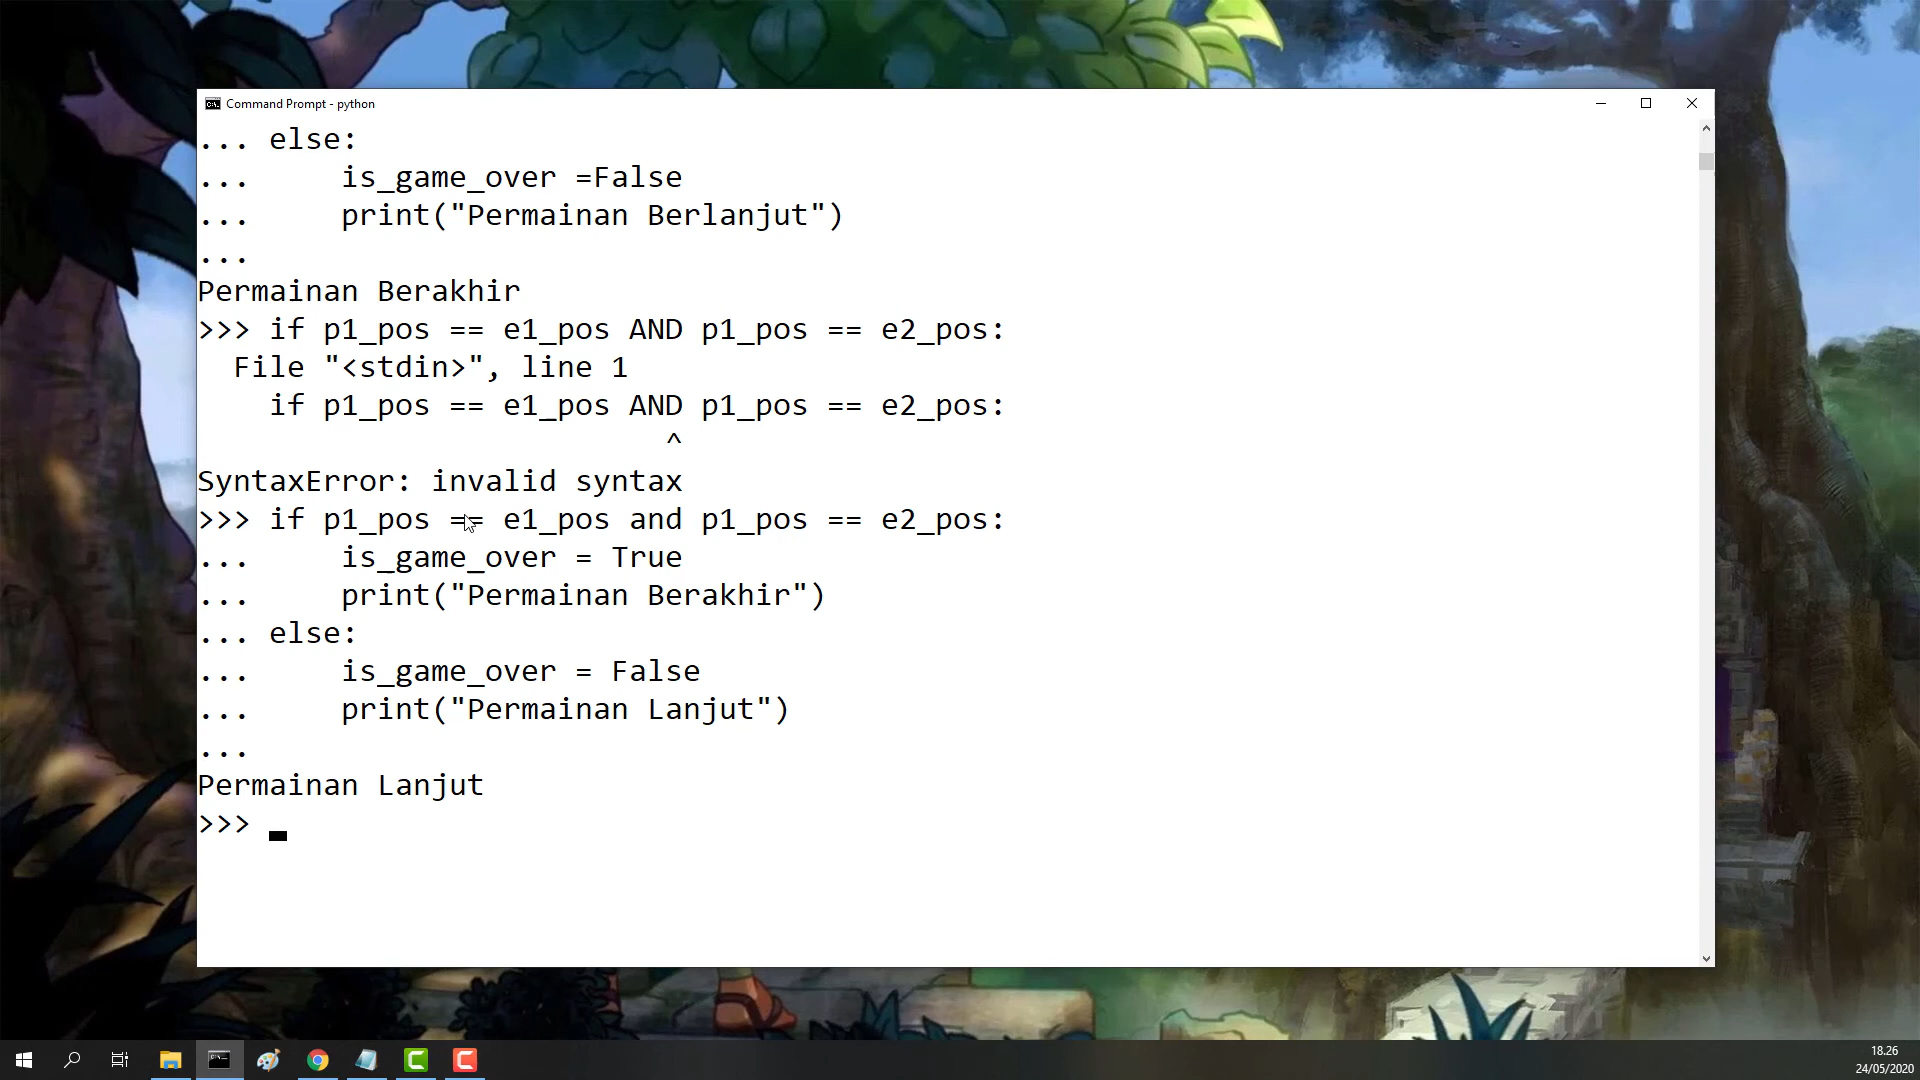 Command Prompt - python
... else:
...     is_game_over =False
...     print("Permainan Berlanjut")
...
Permainan Berakhir
>>> if p1_pos == e1_pos AND p1_pos == e2_pos:
  File "<stdin>", line 1
    if p1_pos == e1_pos AND p1_pos == e2_pos:
                          ^
SyntaxError: invalid syntax
>>> if p1_pos == e1_pos and p1_pos == e2_pos:
...     is_game_over = True
...     print("Permainan Berakhir")
... else:
...     is_game_over = False
...     print("Permainan Lanjut")
...
Permainan Lanjut
>>>
18.26
24/05/2020